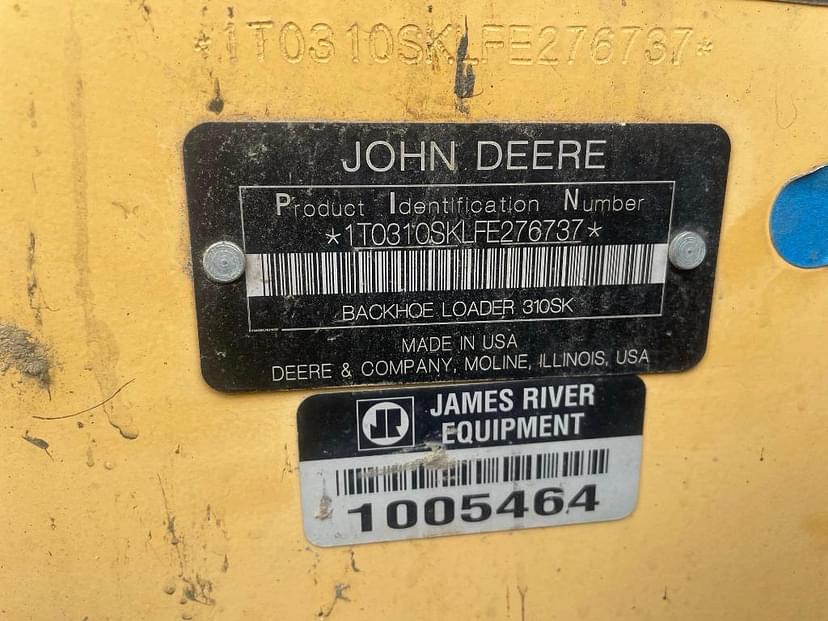 *1T0310SKLFE276737*
JOHN DEERE
Product Identification Number
*1T0310SKLFE276737*
BACKHOE LOADER 310SK
MADE IN USA
DEERE & COMPANY, MOLINE, ILLINOIS, USA
JR
JAMES RIVER
EQUIPMENT
1005464